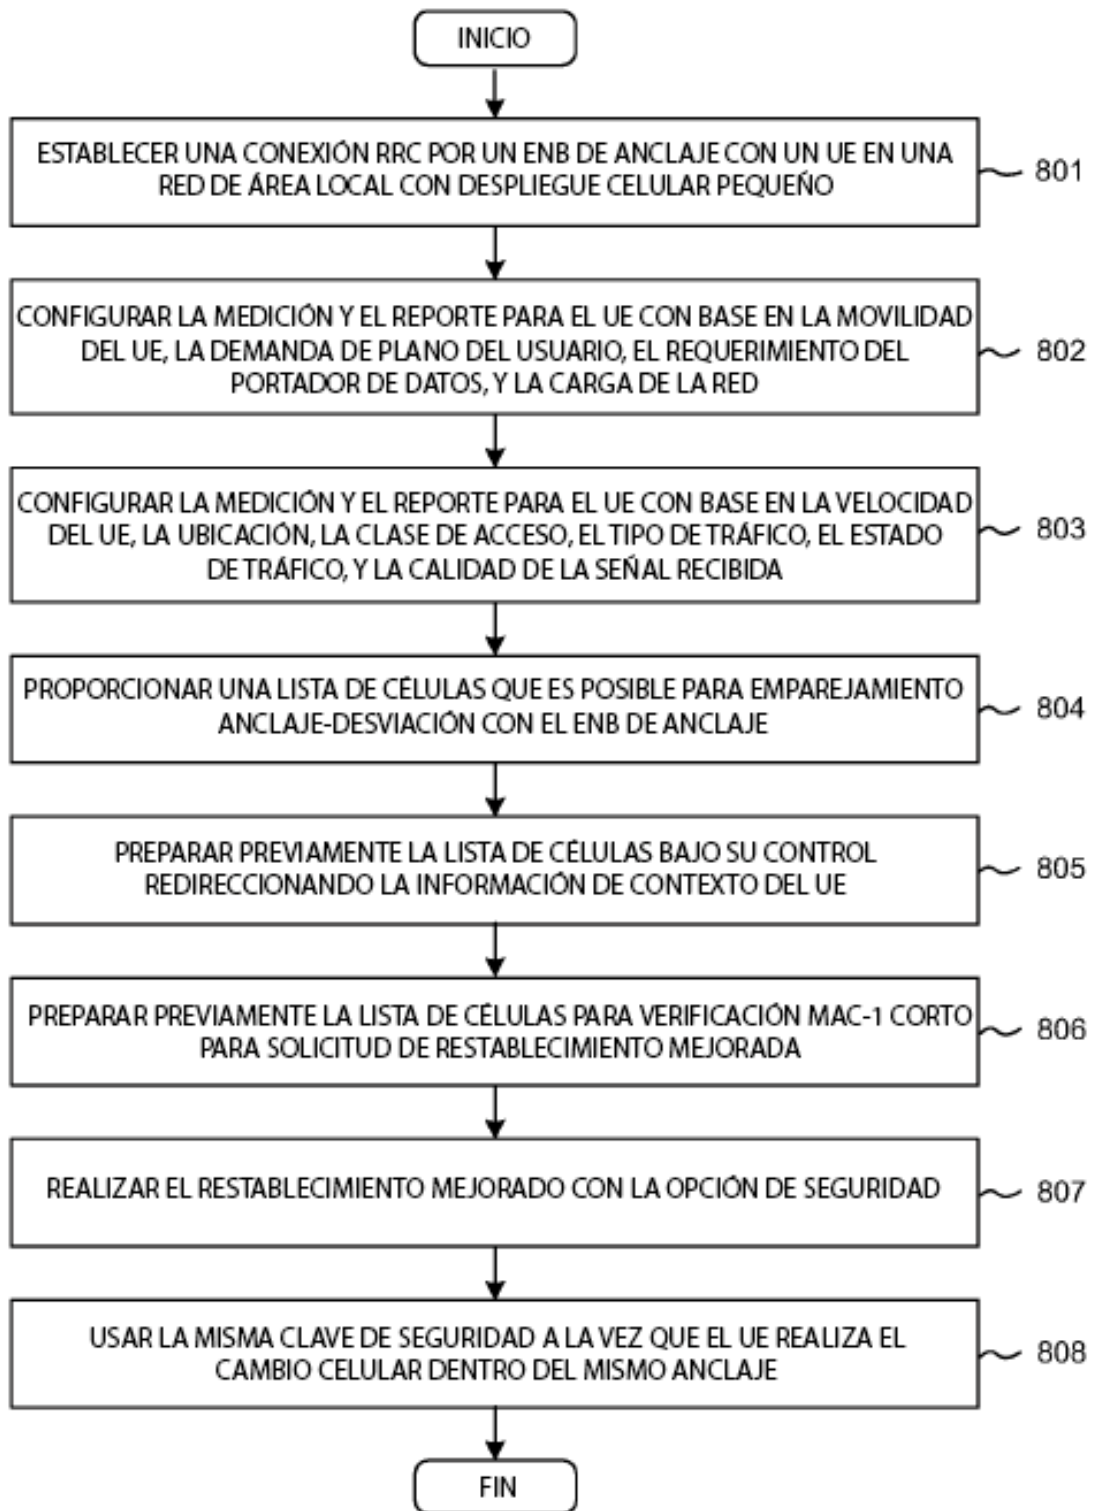 INICIO
ESTABLECER UNA CONEXIÓN RRC POR UN ENB DE ANCLAJE CON UN UE EN UNA
RED DE ÁREA LOCAL CON DESPLIEGUE CELULAR PEQUEÑO
801
CONFIGURAR LA MEDICIÓN Y EL REPORTE PARA EL UE CON BASE EN LA MOVILIDAD
DEL UE, LA DEMANDA DE PLANO DEL USUARIO, EL REQUERIMIENTO DEL
PORTADOR DE DATOS, Y LA CARGA DE LA RED
802
CONFIGURAR LA MEDICIÓN Y EL REPORTE PARA EL UE CON BASE EN LA VELOCIDAD
DEL UE, LA UBICACIÓN, LA CLASE DE ACCESO, EL TIPO DE TRÁFICO, EL ESTADO
DE TRÁFICO, Y LA CALIDAD DE LA SEÑAL RECIBIDA
803
PROPORCIONAR UNA LISTA DE CÉLULAS QUE ES POSIBLE PARA EMPAREJAMIENTO
ANCLAJE-DESVIACIÓN CON EL ENB DE ANCLAJE
804
PREPARAR PREVIAMENTE LA LISTA DE CÉLULAS BAJO SU CONTROL
REDIRECCIONANDO LA INFORMACIÓN DE CONTEXTO DEL UE
805
PREPARAR PREVIAMENTE LA LISTA DE CÉLULAS PARA VERIFICACIÓN MAC-1 CORTO
PARA SOLICITUD DE RESTABLECIMIENTO MEJORADA
806
REALIZAR EL RESTABLECIMIENTO MEJORADO CON LA OPCIÓN DE SEGURIDAD
807
USAR LA MISMA CLAVE DE SEGURIDAD A LA VEZ QUE EL UE REALIZA EL
CAMBIO CELULAR DENTRO DEL MISMO ANCLAJE
808
FIN